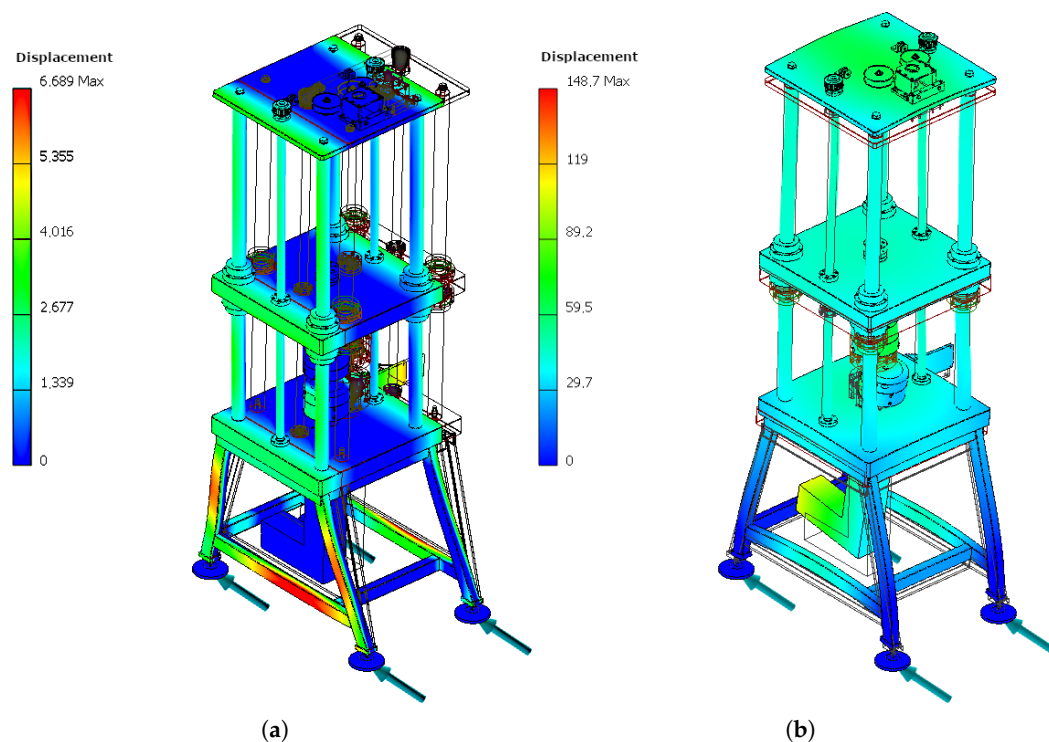 Displacement
6.689 Max
5,355
4,016
2,677
1,339
0
(a)
Displacement
148,7 Max
119
89,2
59,5
29,7
0
(b)